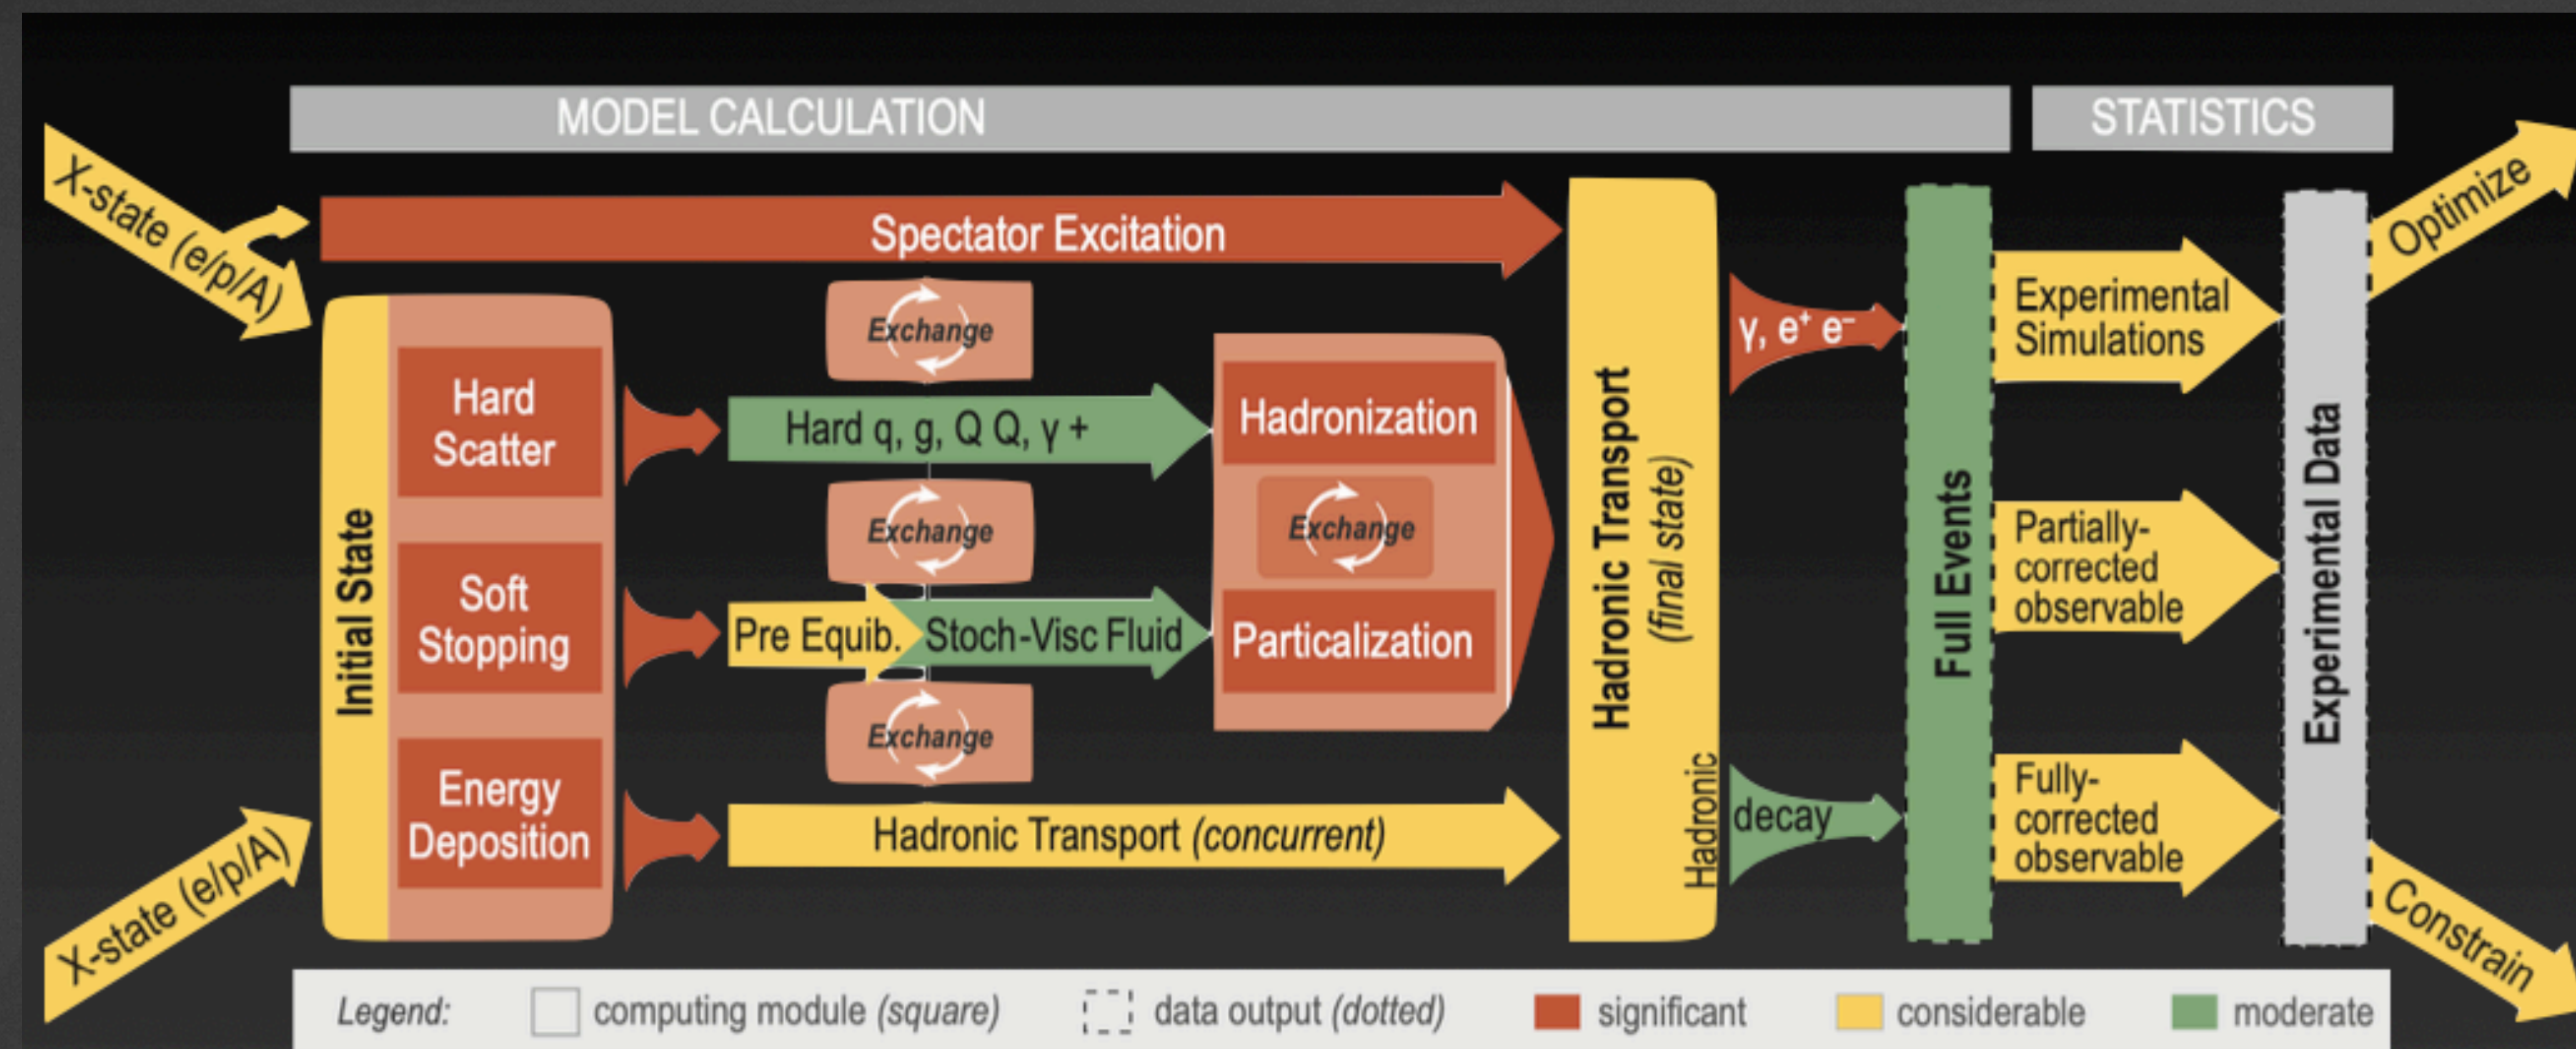 MODEL CALCULATION
STATISTICS
X-state (e/p/A)
Spectator Excitation
Optimize
Initial State
Hard
Scatter
Soft
Stopping
Energy
Deposition
Exchange
Hard q, g, Q Q, γ +
Exchange
Pre Equib.
Stoch-Visc Fluid
Exchange
Hadronic Transport (concurrent)
Hadronization
Exchange
Particalization
Hadronic Transport
(final state)
γ, e⁺ e⁻
Hadronic
decay
Full Events
Experimental
Simulations
Partially-
corrected
observable
Fully-
corrected
observable
Experimental Data
X-state (e/p/A)
Constrain
Legend:
computing module (square)
data output (dotted)
significant
considerable
moderate